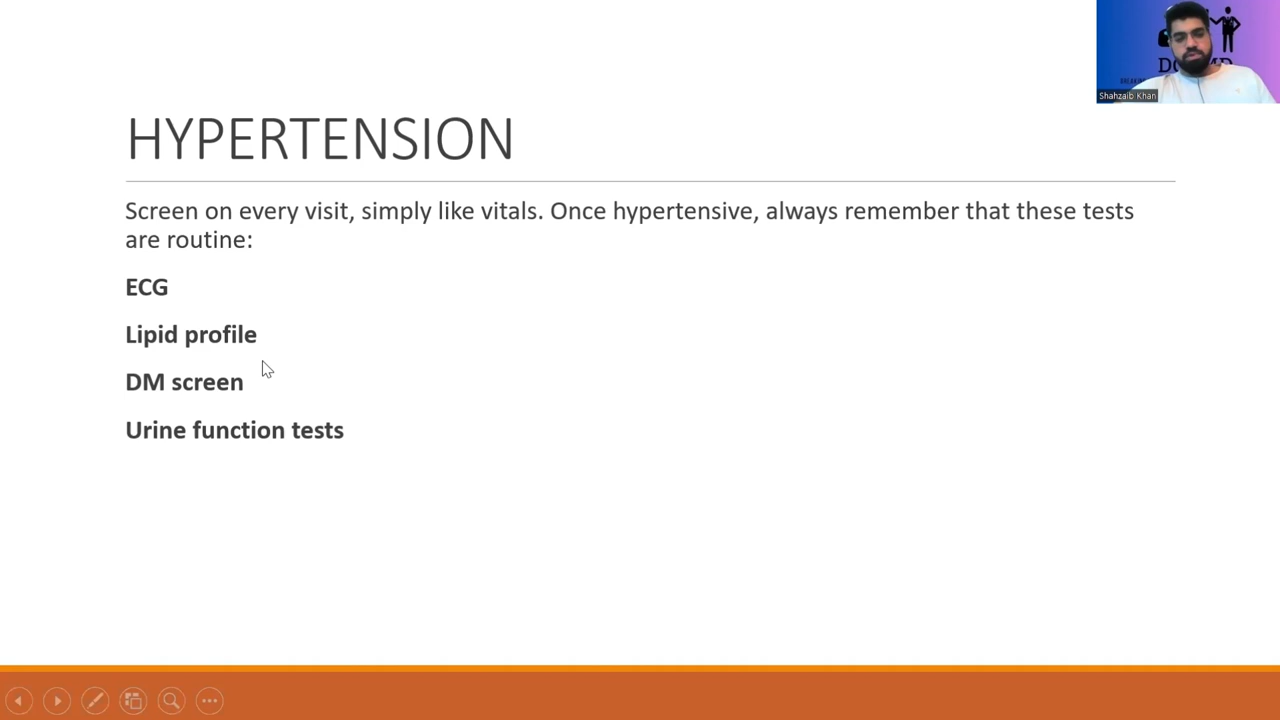 HYPERTENSION
Screen on every visit, simply like vitals. Once hypertensive, always remember that these tests
are routine:
ECG
Lipid profile
DM screen
Urine function tests
Shahzaib Khan